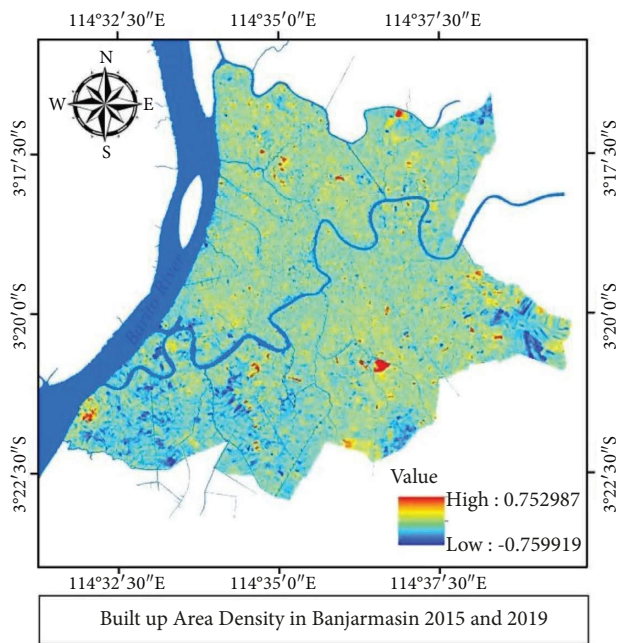 114°32′30″E 114°35′0″E 114°37′30″E
N
W E
S
3°17′30″S 3°17′30″S
Barito River
3°20′0″S 3°20′0″S
3°22′30″S 3°22′30″S
Value
High : 0.752987
Low : -0.759919
114°32′30″E 114°35′0″E 114°37′30″E
Built up Area Density in Banjarmasin 2015 and 2019